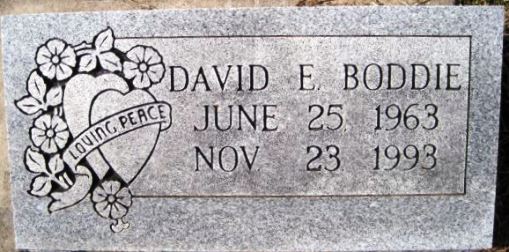 DAVID E. BODDIE
JUNE 25, 1963
NOV. 23 1993
LOVING PEACE